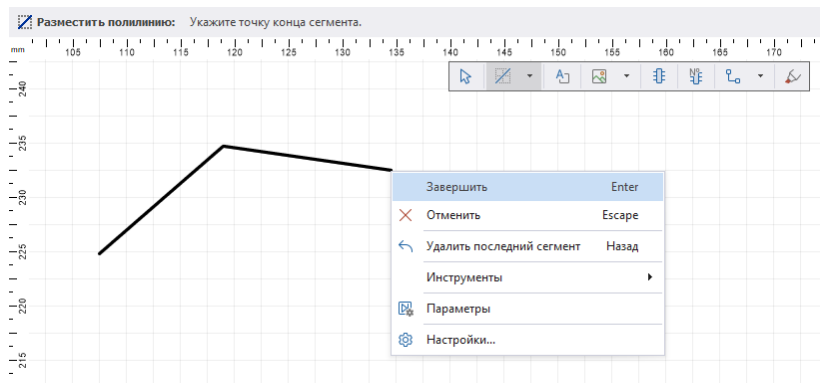 Разместить полилинию: Укажите точку конца сегмента.
mm 105 110 115 120 125 130 135 140 145 150 155 160 165 170
240
235
230
225
220
215
Завершить Enter
Отменить Escape
Удалить последний сегмент Назад
Инструменты
Параметры
Настройки...